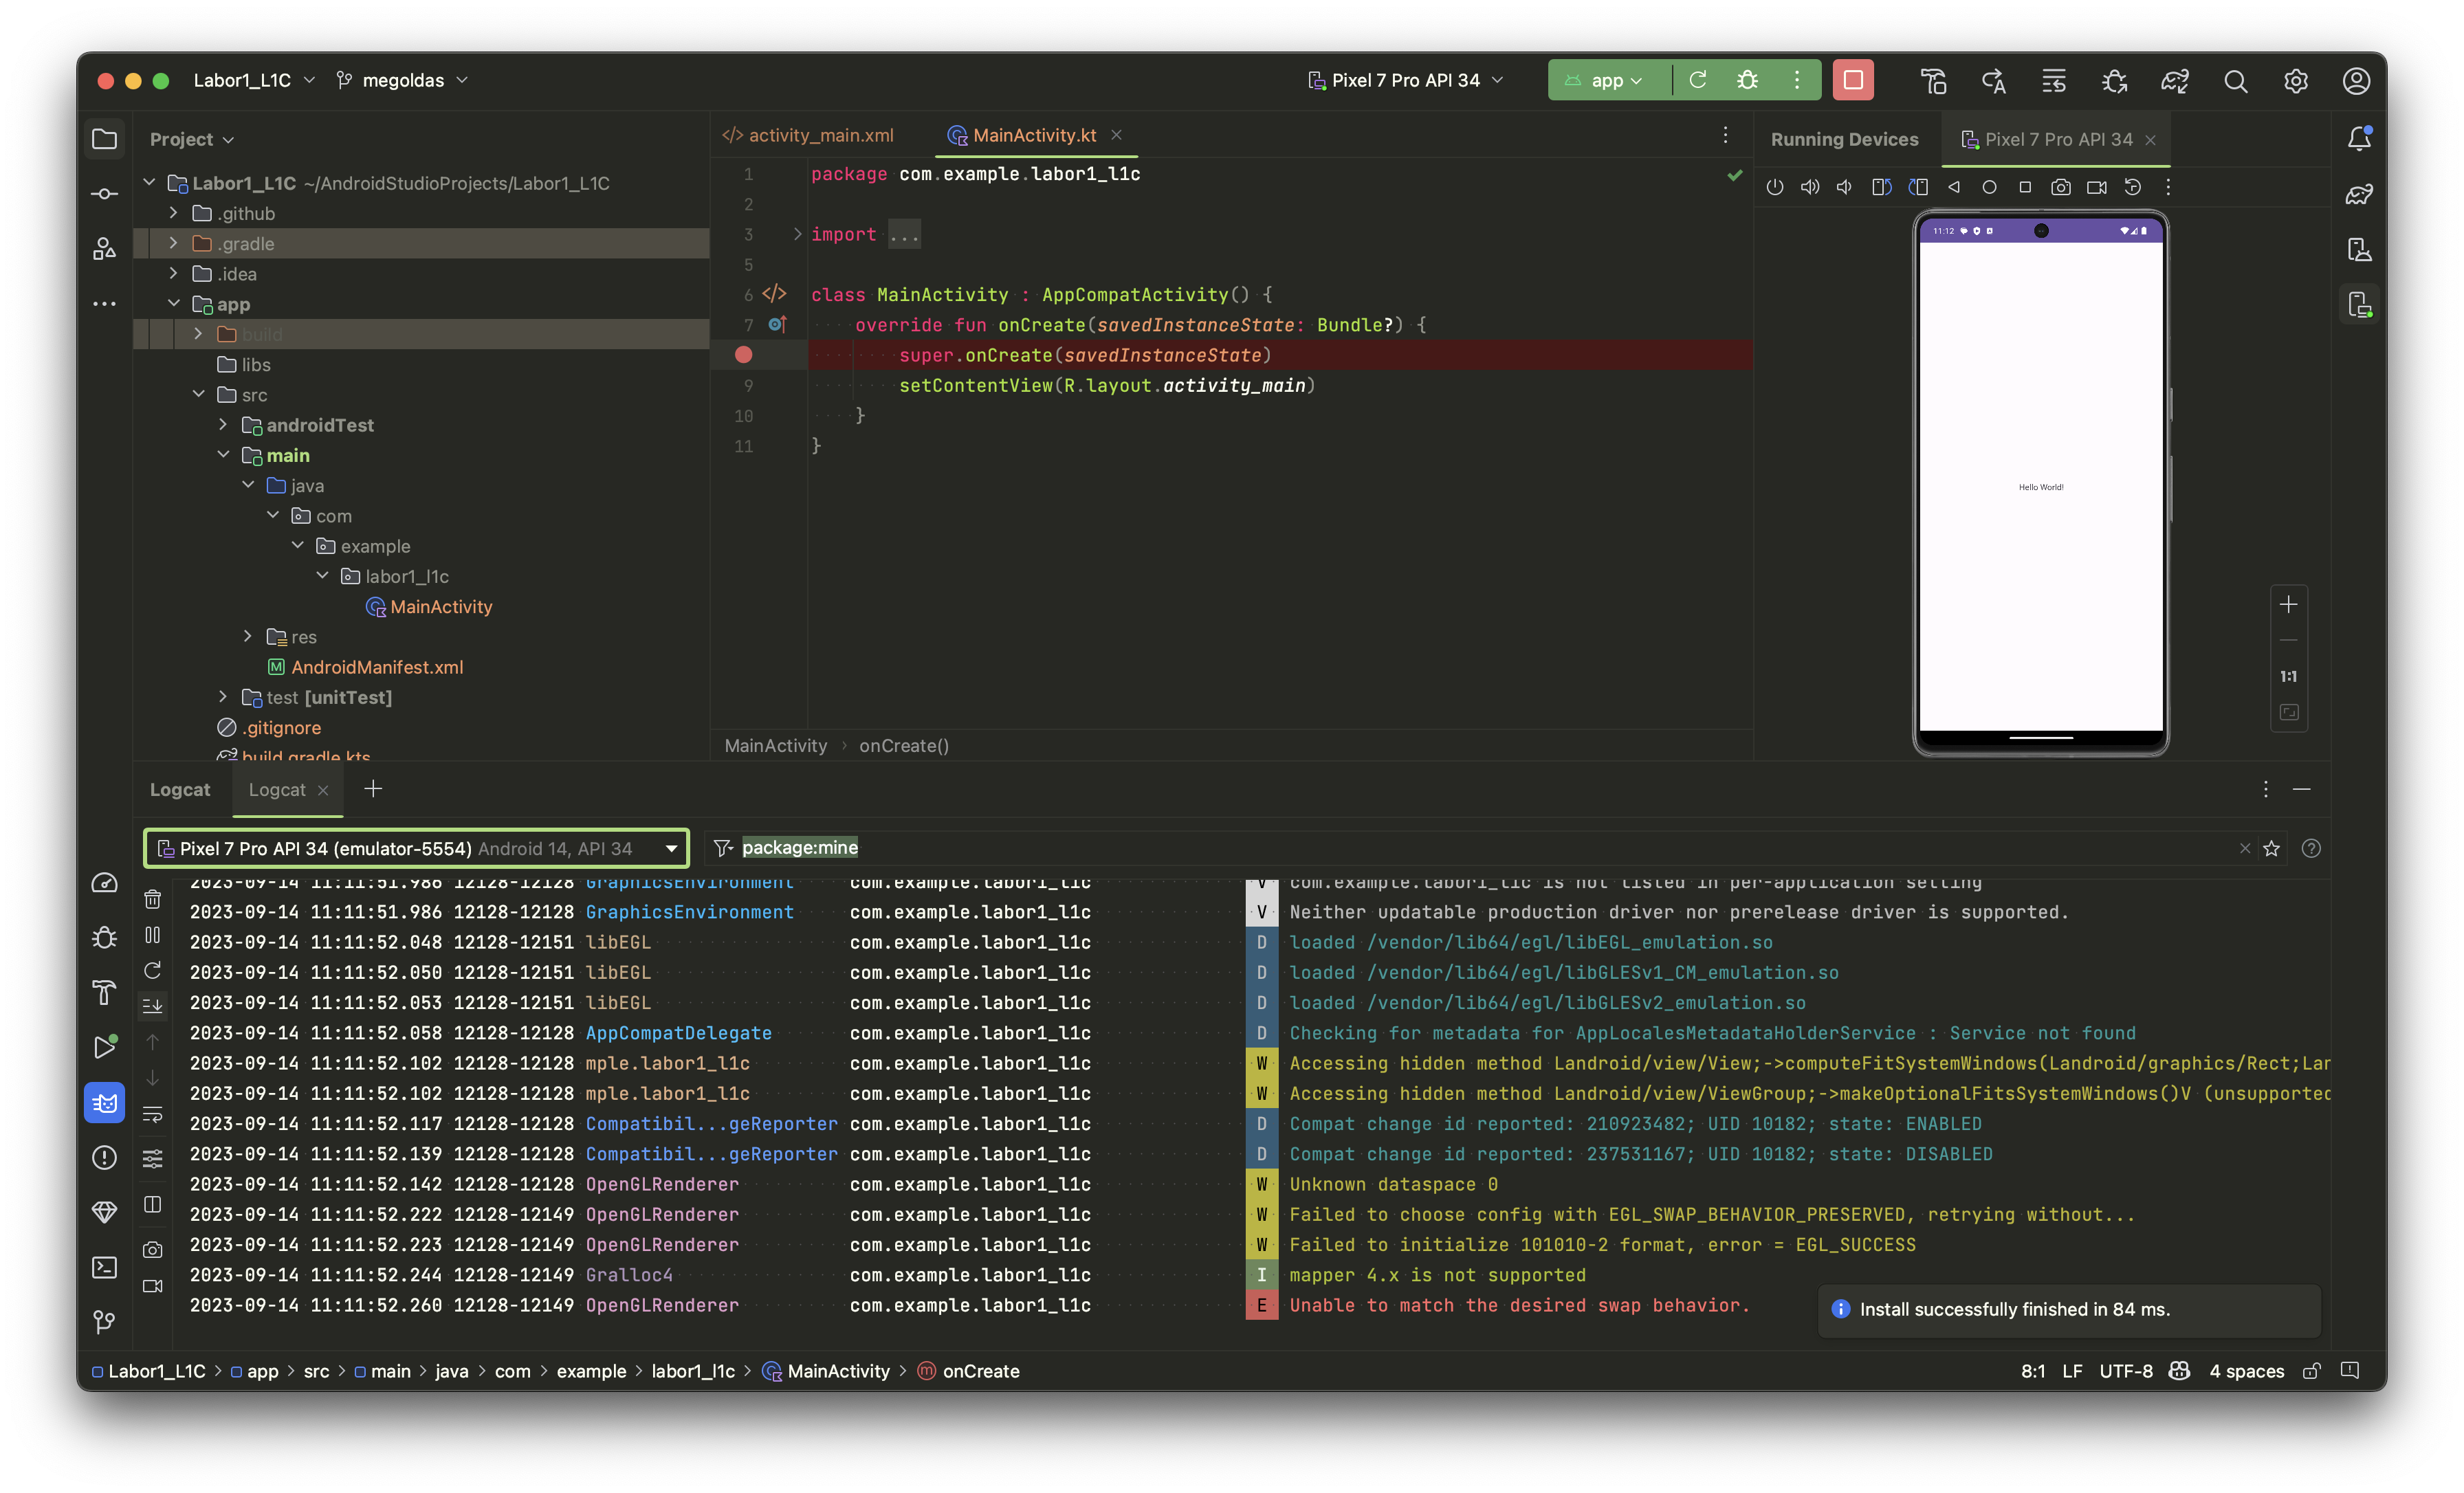 Labor1_L1C
megoldas
Pixel 7 Pro API 34
app
Project
Labor1_L1C ~/AndroidStudioProjects/Labor1_L1C
.github
.gradle
.idea
app
build
libs
src
androidTest
main
java
com
example
labor1_l1c
MainActivity
res
AndroidManifest.xml
test [unitTest]
.gitignore
build.gradle.kts
activity_main.xml
MainActivity.kt
1 package com.example.labor1_l1c
2
3 import ...
5
6 class MainActivity : AppCompatActivity() {
7 override fun onCreate(savedInstanceState: Bundle?) {
super.onCreate(savedInstanceState)
9 setContentView(R.layout.activity_main)
10 }
11 }
MainActivity › onCreate()
Running Devices
Pixel 7 Pro API 34
11:12
Hello World!
1:1
Logcat
Logcat
Pixel 7 Pro API 34 (emulator-5554) Android 14, API 34
package:mine
2023-09-14 11:11:51.986 12128-12128 GraphicsEnvironment com.example.labor1_l1c V com.example.labor1_l1c is not listed in per-application setting
2023-09-14 11:11:51.986 12128-12128 GraphicsEnvironment com.example.labor1_l1c V Neither updatable production driver nor prerelease driver is supported.
2023-09-14 11:11:52.048 12128-12151 libEGL com.example.labor1_l1c D loaded /vendor/lib64/egl/libEGL_emulation.so
2023-09-14 11:11:52.050 12128-12151 libEGL com.example.labor1_l1c D loaded /vendor/lib64/egl/libGLESv1_CM_emulation.so
2023-09-14 11:11:52.053 12128-12151 libEGL com.example.labor1_l1c D loaded /vendor/lib64/egl/libGLESv2_emulation.so
2023-09-14 11:11:52.058 12128-12128 AppCompatDelegate com.example.labor1_l1c D Checking for metadata for AppLocalesMetadataHolderService : Service not found
2023-09-14 11:11:52.102 12128-12128 mple.labor1_l1c com.example.labor1_l1c W Accessing hidden method Landroid/view/View;->computeFitSystemWindows(Landroid/graphics/Rect;Lan
2023-09-14 11:11:52.102 12128-12128 mple.labor1_l1c com.example.labor1_l1c W Accessing hidden method Landroid/view/ViewGroup;->makeOptionalFitsSystemWindows()V (unsupported
2023-09-14 11:11:52.117 12128-12128 Compatibil...geReporter com.example.labor1_l1c D Compat change id reported: 210923482; UID 10182; state: ENABLED
2023-09-14 11:11:52.139 12128-12128 Compatibil...geReporter com.example.labor1_l1c D Compat change id reported: 237531167; UID 10182; state: DISABLED
2023-09-14 11:11:52.142 12128-12128 OpenGLRenderer com.example.labor1_l1c W Unknown dataspace 0
2023-09-14 11:11:52.222 12128-12149 OpenGLRenderer com.example.labor1_l1c W Failed to choose config with EGL_SWAP_BEHAVIOR_PRESERVED, retrying without...
2023-09-14 11:11:52.223 12128-12149 OpenGLRenderer com.example.labor1_l1c W Failed to initialize 101010-2 format, error = EGL_SUCCESS
2023-09-14 11:11:52.244 12128-12149 Gralloc4 com.example.labor1_l1c I mapper 4.x is not supported
2023-09-14 11:11:52.260 12128-12149 OpenGLRenderer com.example.labor1_l1c E Unable to match the desired swap behavior.
Install successfully finished in 84 ms.
Labor1_L1C › app › src › main › java › com › example › labor1_l1c › MainActivity › onCreate
8:1 LF UTF-8 4 spaces